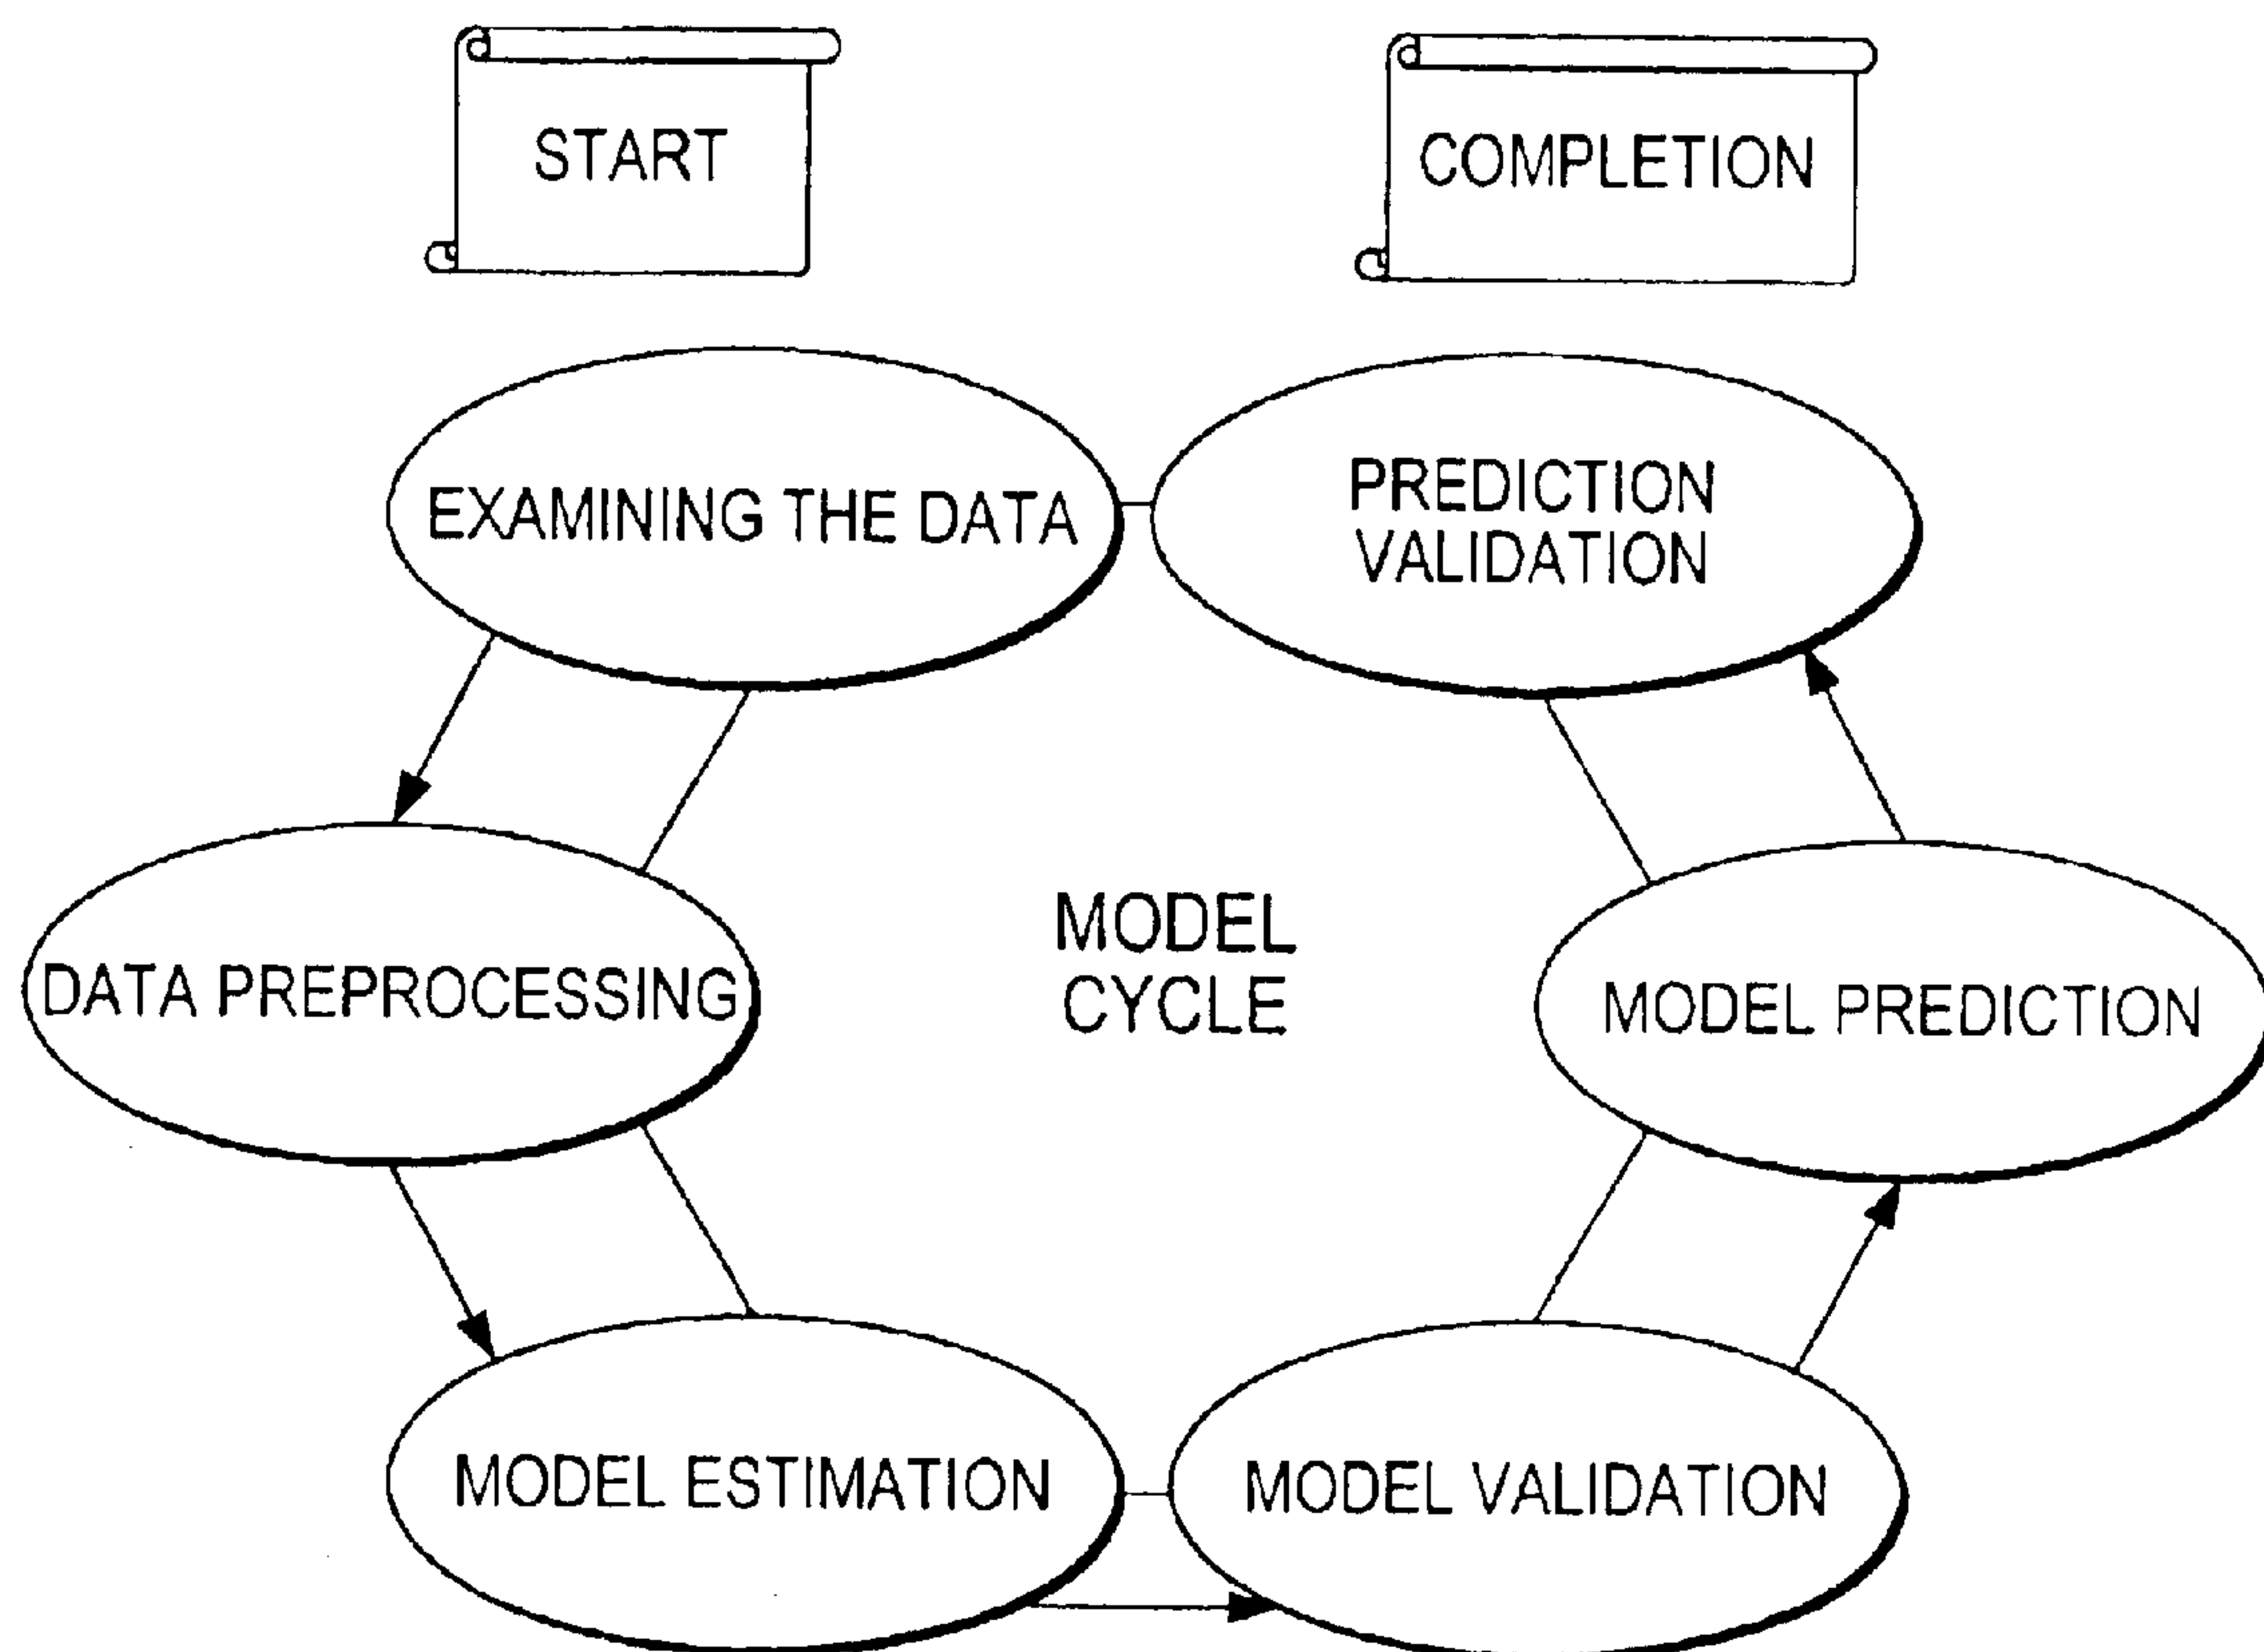 START
COMPLETION
EXAMINING THE DATA
PREDICTION
VALIDATION
DATA PREPROCESSING
MODEL
CYCLE
MODEL PREDICTION
MODEL ESTIMATION
MODEL VALIDATION